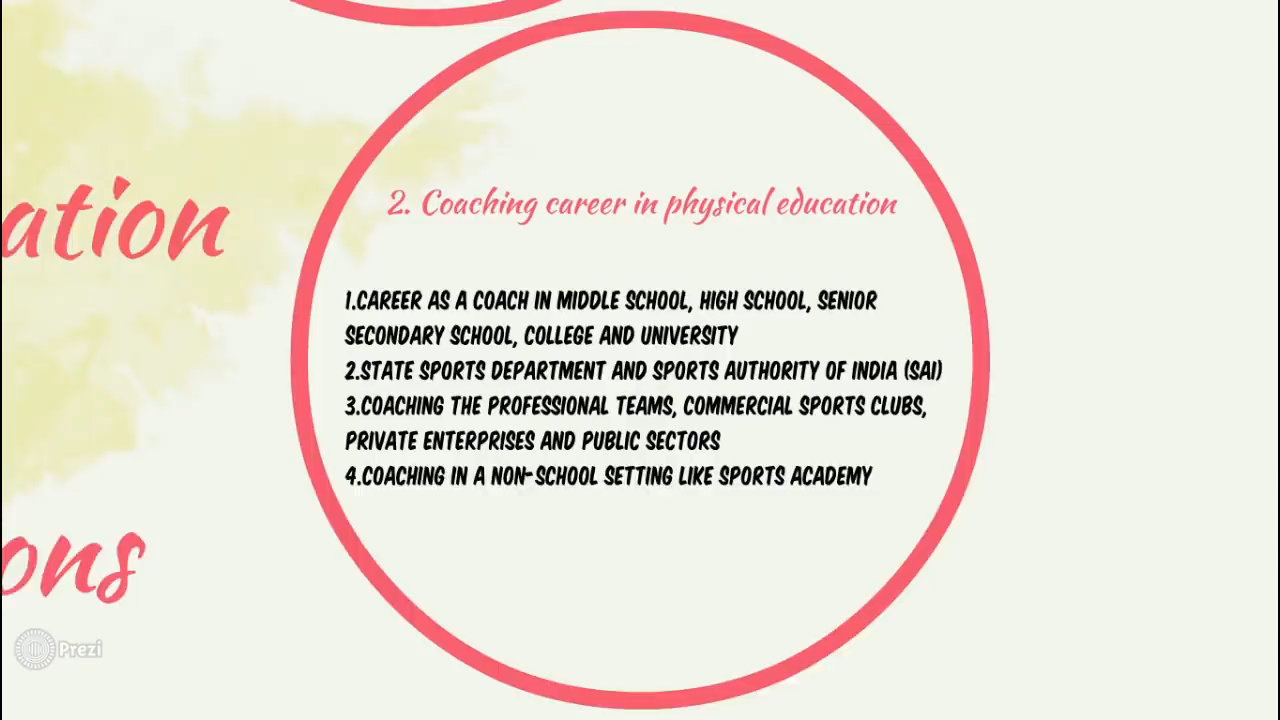 ation
ons
2. Coaching career in physical education
1.CAREER AS A COACH IN MIDDLE SCHOOL, HIGH SCHOOL, SENIOR
SECONDARY SCHOOL, COLLEGE AND UNIVERSITY
2.STATE SPORTS DEPARTMENT AND SPORTS AUTHORITY OF INDIA (SAI)
3.COACHING THE PROFESSIONAL TEAMS, COMMERCIAL SPORTS CLUBS,
PRIVATE ENTERPRISES AND PUBLIC SECTORS
4.COACHING IN A NON-SCHOOL SETTING LIKE SPORTS ACADEMY
Prezi